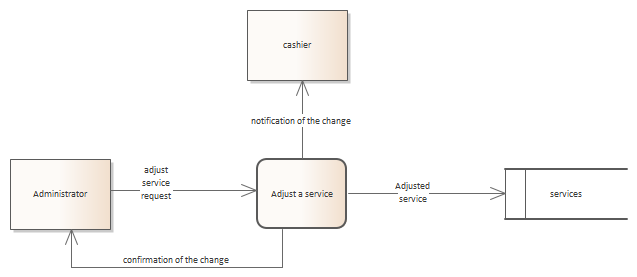 cashier
notification of the change
adjust
service
request
Administrator
Adjust a service
Adjusted
service
services
confirmation of the change